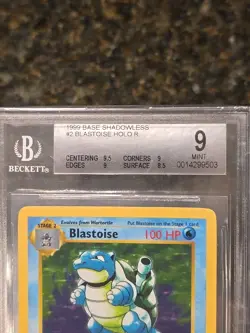 1999 BASE SHADOWLESS
#2 BLASTOISE HOLO R
CENTERING 9.5 CORNERS 9
EDGES 9 SURFACE 9.5
9
MINT
0014299503
B
BECKETT
STAGE 2
Evolves from Wartortle
Put Blastoise on the Stage 1 card
Blastoise
100 HP